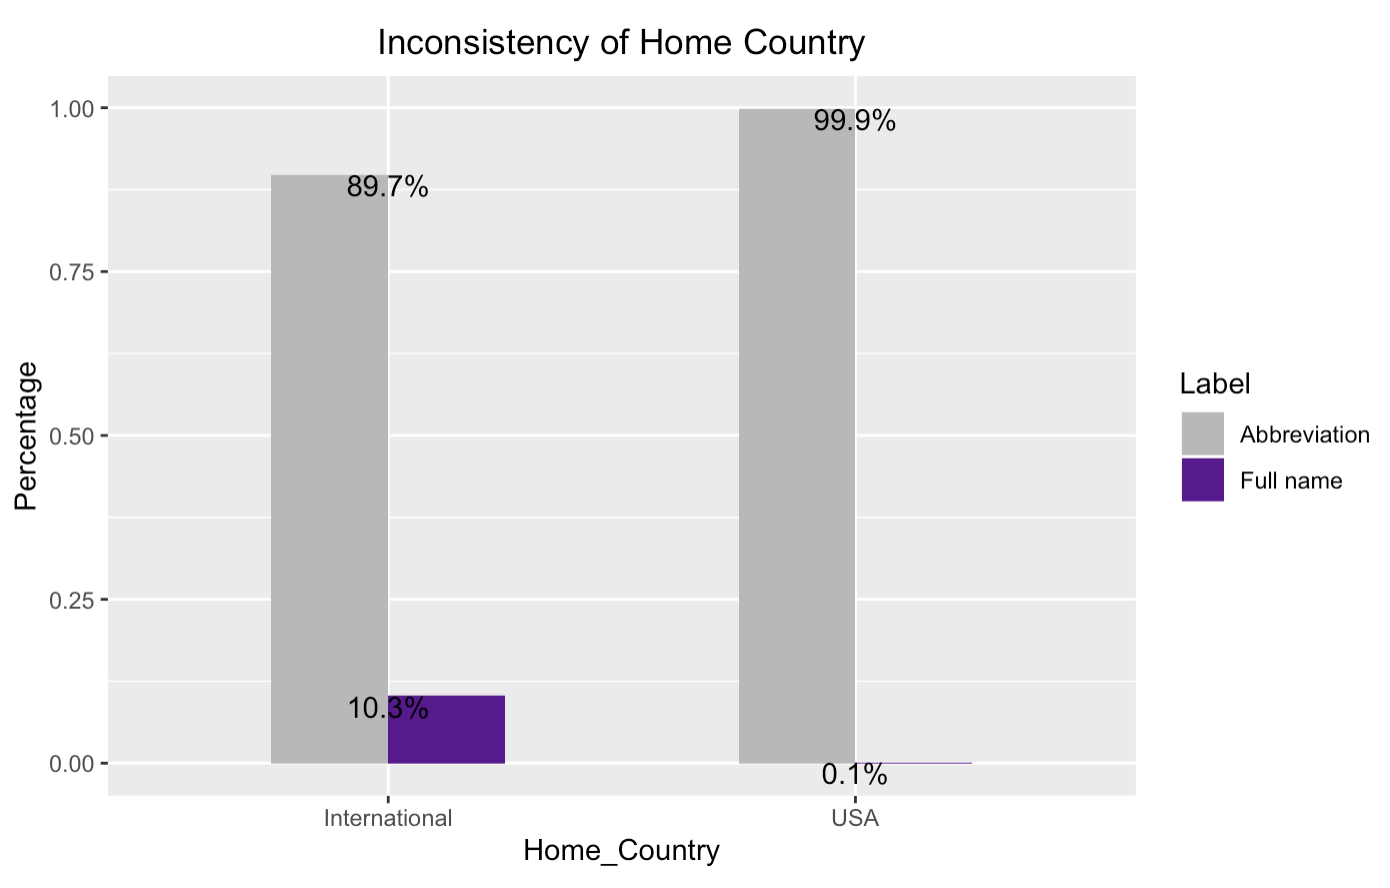 Inconsistency of Home Country
1.00
0.75
0.50
0.25
0.00
Percentage
89.7%
10.3%
99.9%
0.1%
International
USA
Home_Country
Label
Abbreviation
Full name